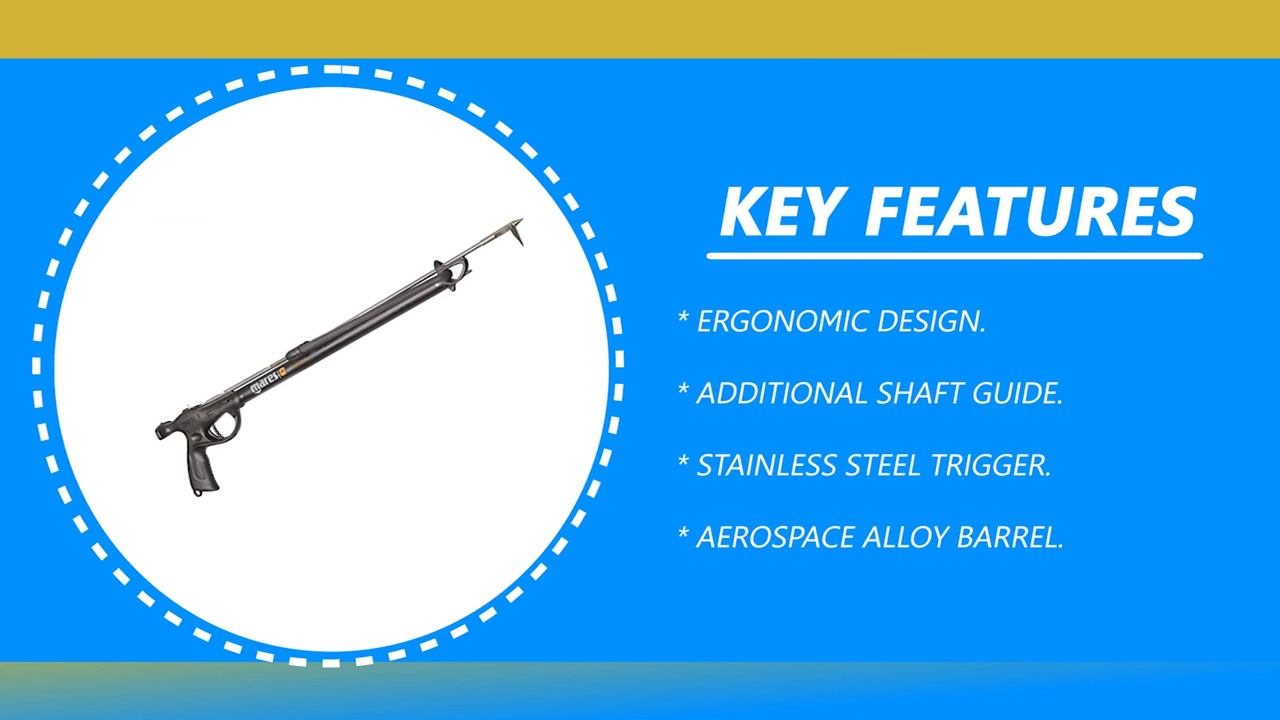 KEY FEATURES
* ERGONOMIC DESIGN.
* ADDITIONAL SHAFT GUIDE.
* STAINLESS STEEL TRIGGER.
* AEROSPACE ALLOY BARREL.
mares